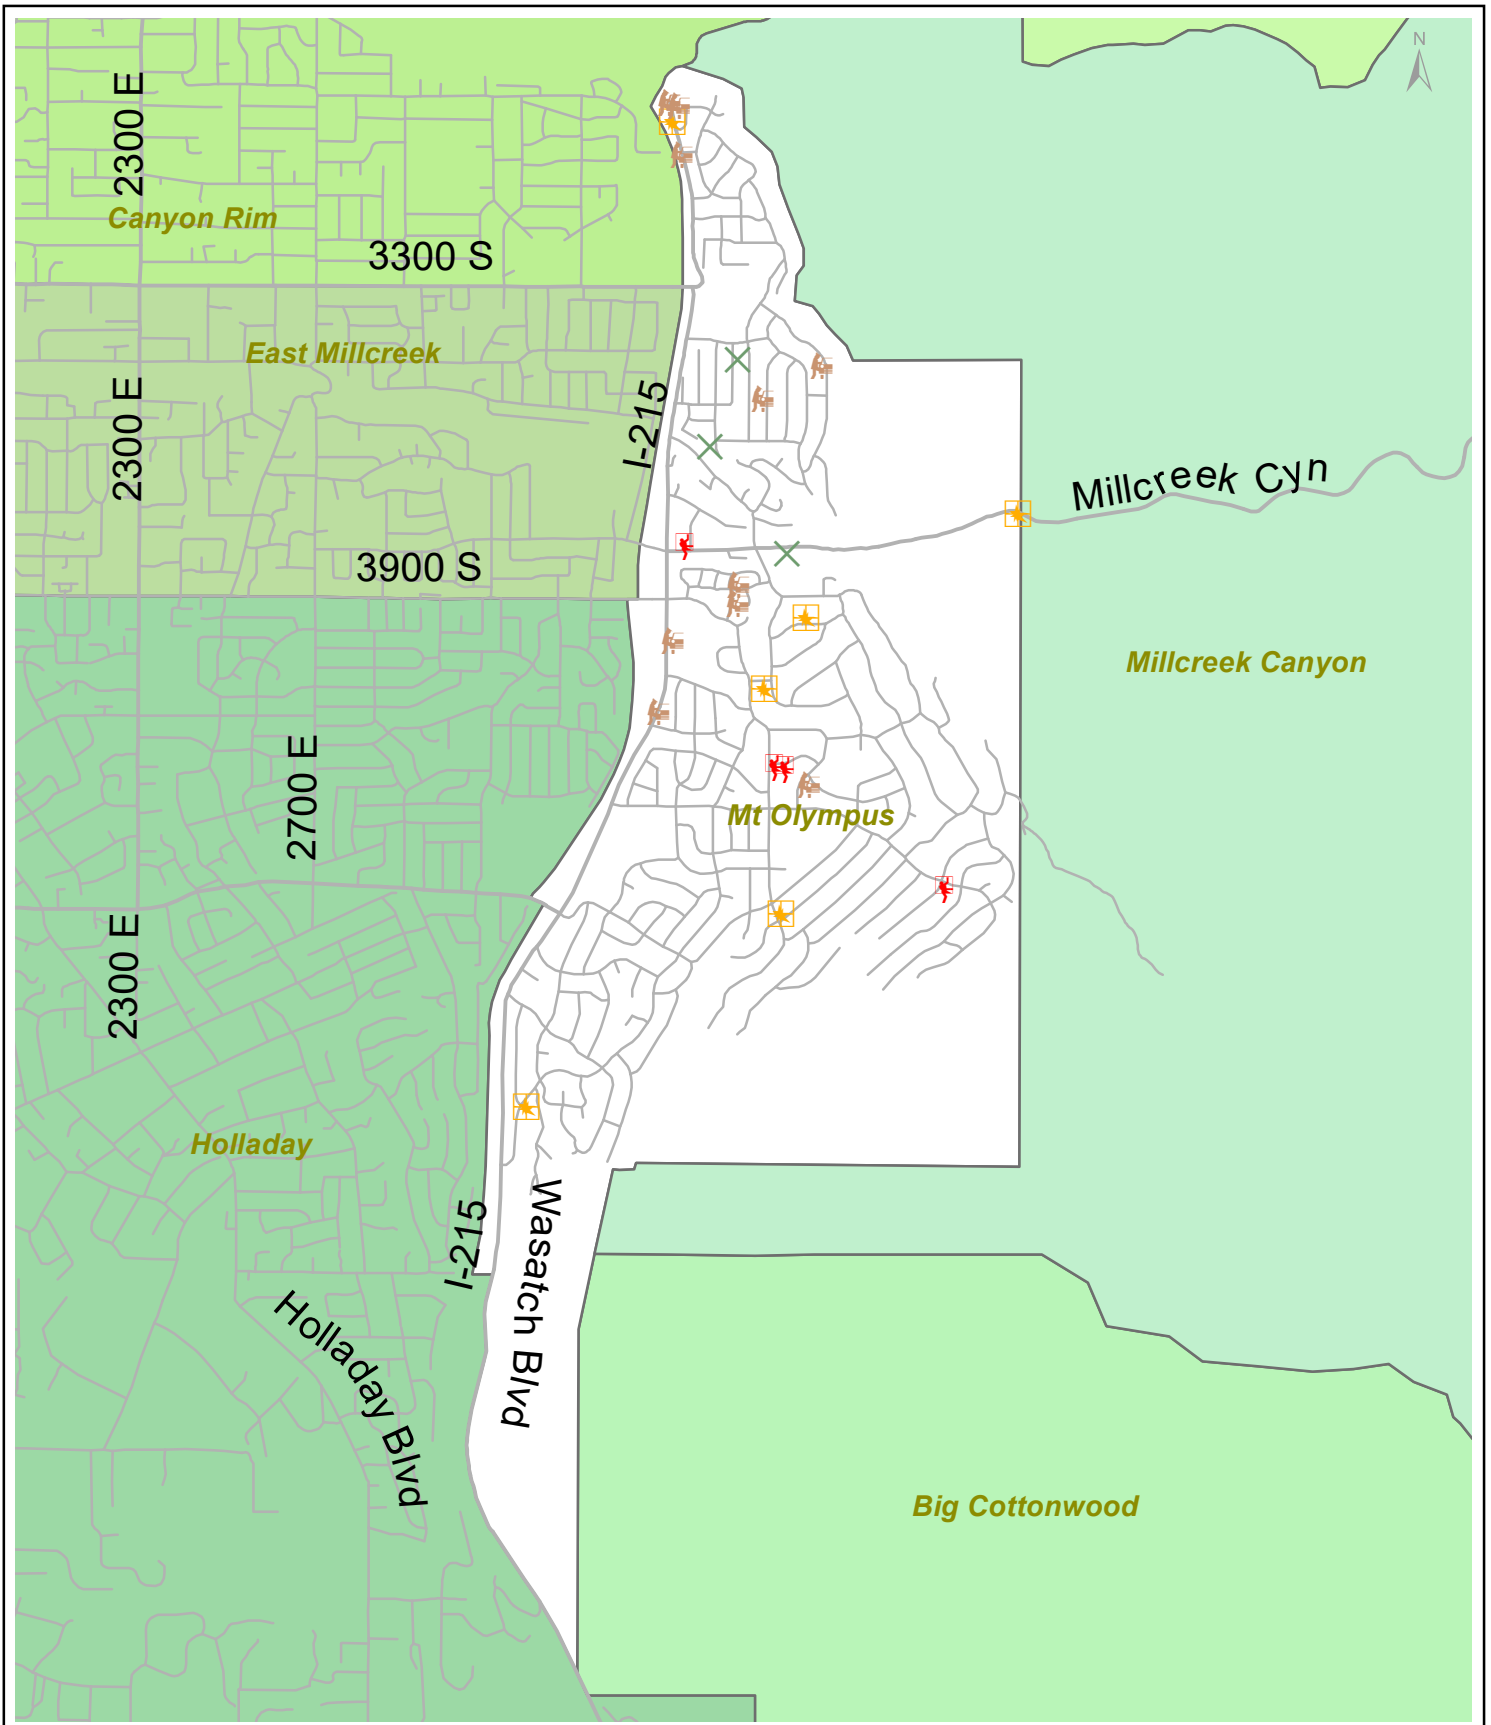 N
2300 E
Canyon Rim
3300 S
East Millcreek
2300 E
I-215
Millcreek Cyn
3900 S
Millcreek Canyon
2700 E
Mt Olympus
2300 E
Holladay
I-215
Wasatch Blvd
Holladay Blvd
Big Cottonwood